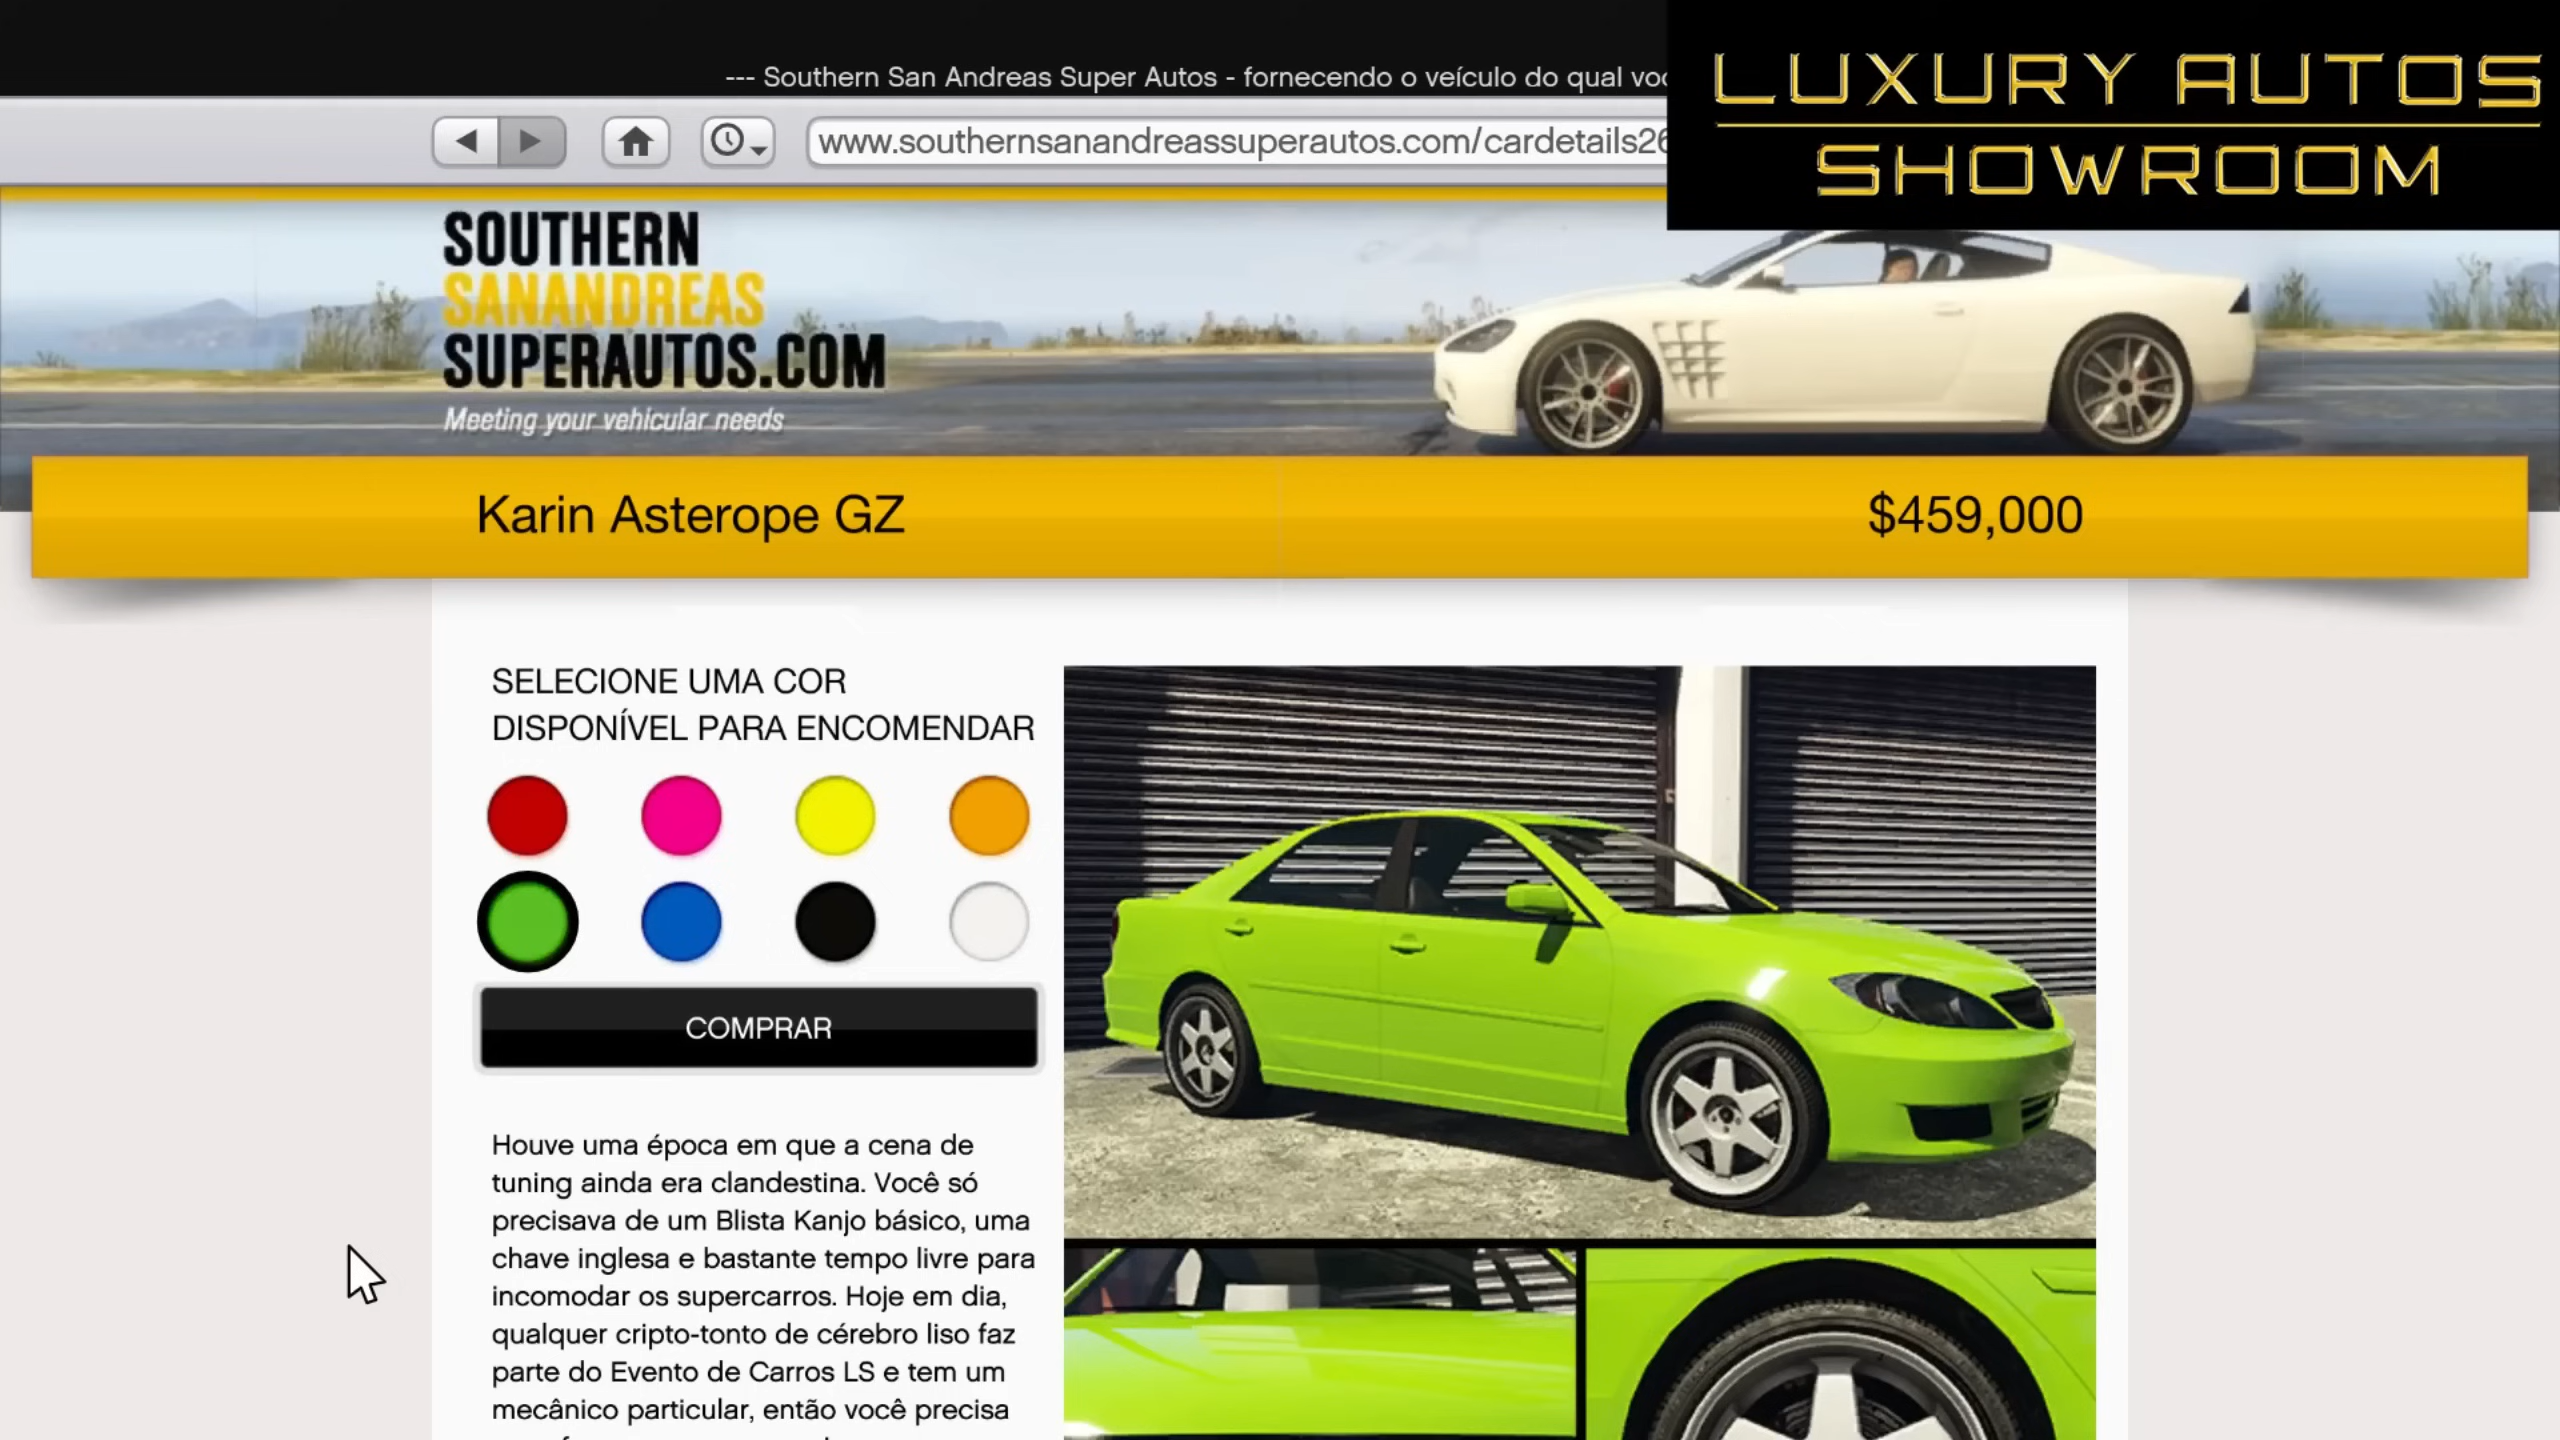 --- Southern San Andreas Super Autos - fornecendo o veículo do qual
LUXURY AUTOS
SHOWROOM
www.southernsanandreassuperautos.com/cardetails26
SOUTHERN
SANANDREAS
SUPERAUTOS.COM
Meeting your vehicular needs
Karin Asterope GZ
$459,000
SELECIONE UMA COR
DISPONÍVEL PARA ENCOMENDAR
COMPRAR
Houve uma época em que a cena de
tuning ainda era clandestina. Você só
precisava de um Blista Kanjo básico, uma
chave inglesa e bastante tempo livre para
incomodar os supercarros. Hoje em dia,
qualquer cripto-tonto de cérebro liso faz
parte do Evento de Carros LS e tem um
mecânico particular, então você precisa